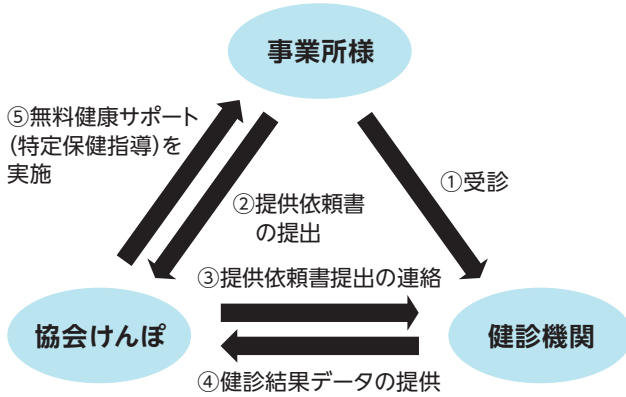 事業所様
⑤無料健康サポート
(特定保健指導)を
実施
①受診
②提供依頼書
の提出
③提供依頼書提出の連絡
協会けんぽ
健診機関
④健診結果データの提供